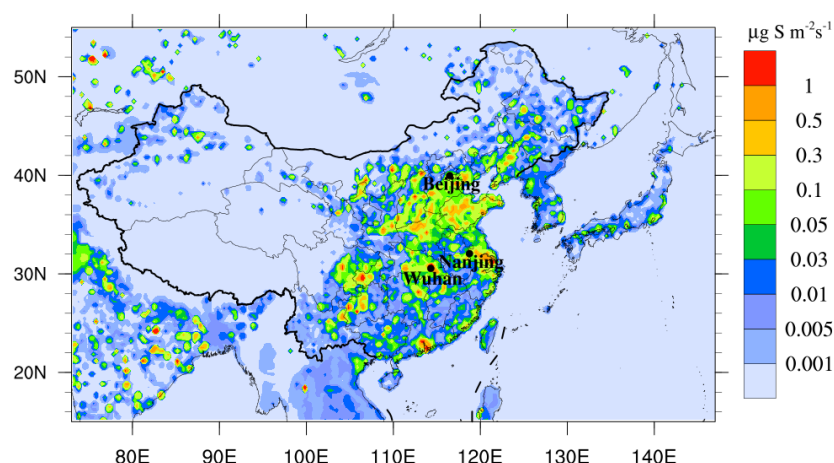 µg S m⁻²s⁻¹
50N
40N
30N
20N
Beijing
Nanjing
Wuhan
1
0.5
0.3
0.1
0.05
0.03
0.01
0.005
0.001
80E 90E 100E 110E 120E 130E 140E